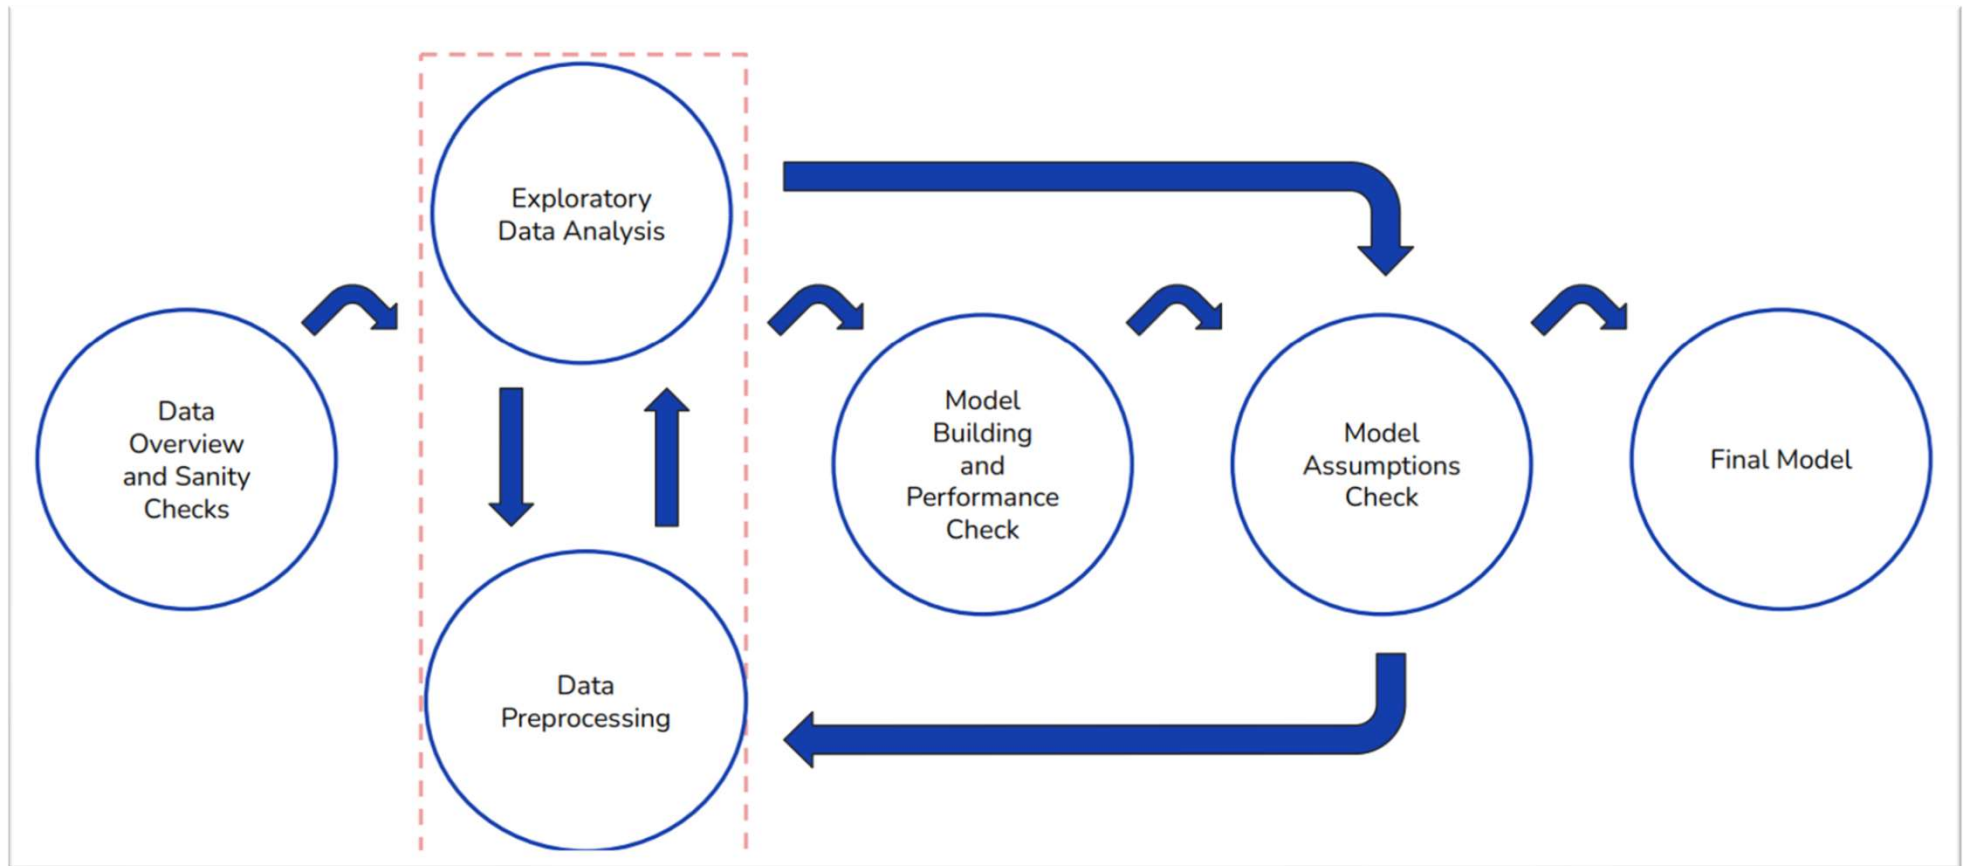 Exploratory
Data Analysis
Data
Overview
and Sanity
Checks
Model
Building
and
Performance
Check
Model
Assumptions
Check
Final Model
Data
Preprocessing